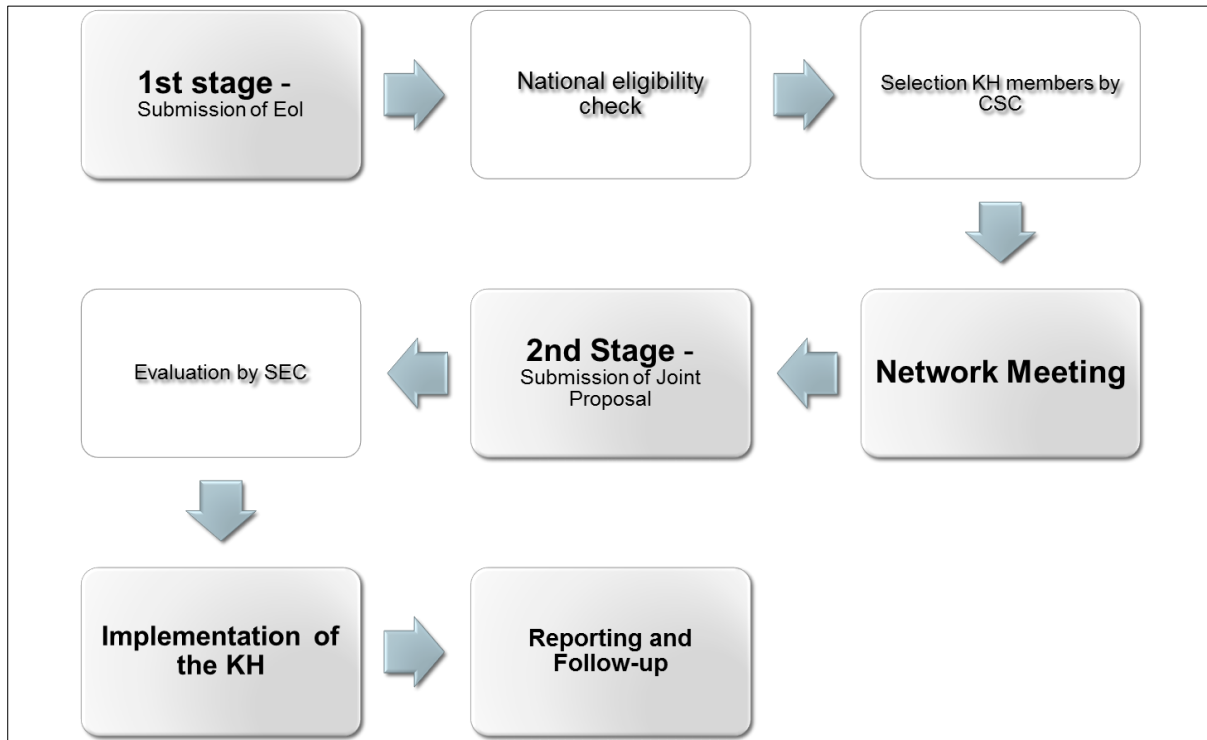 1st stage -
Submission of EoI
National eligibility
check
Selection KH members by
CSC
Network Meeting
2nd Stage -
Submission of Joint
Proposal
Evaluation by SEC
Implementation of
the KH
Reporting and
Follow-up